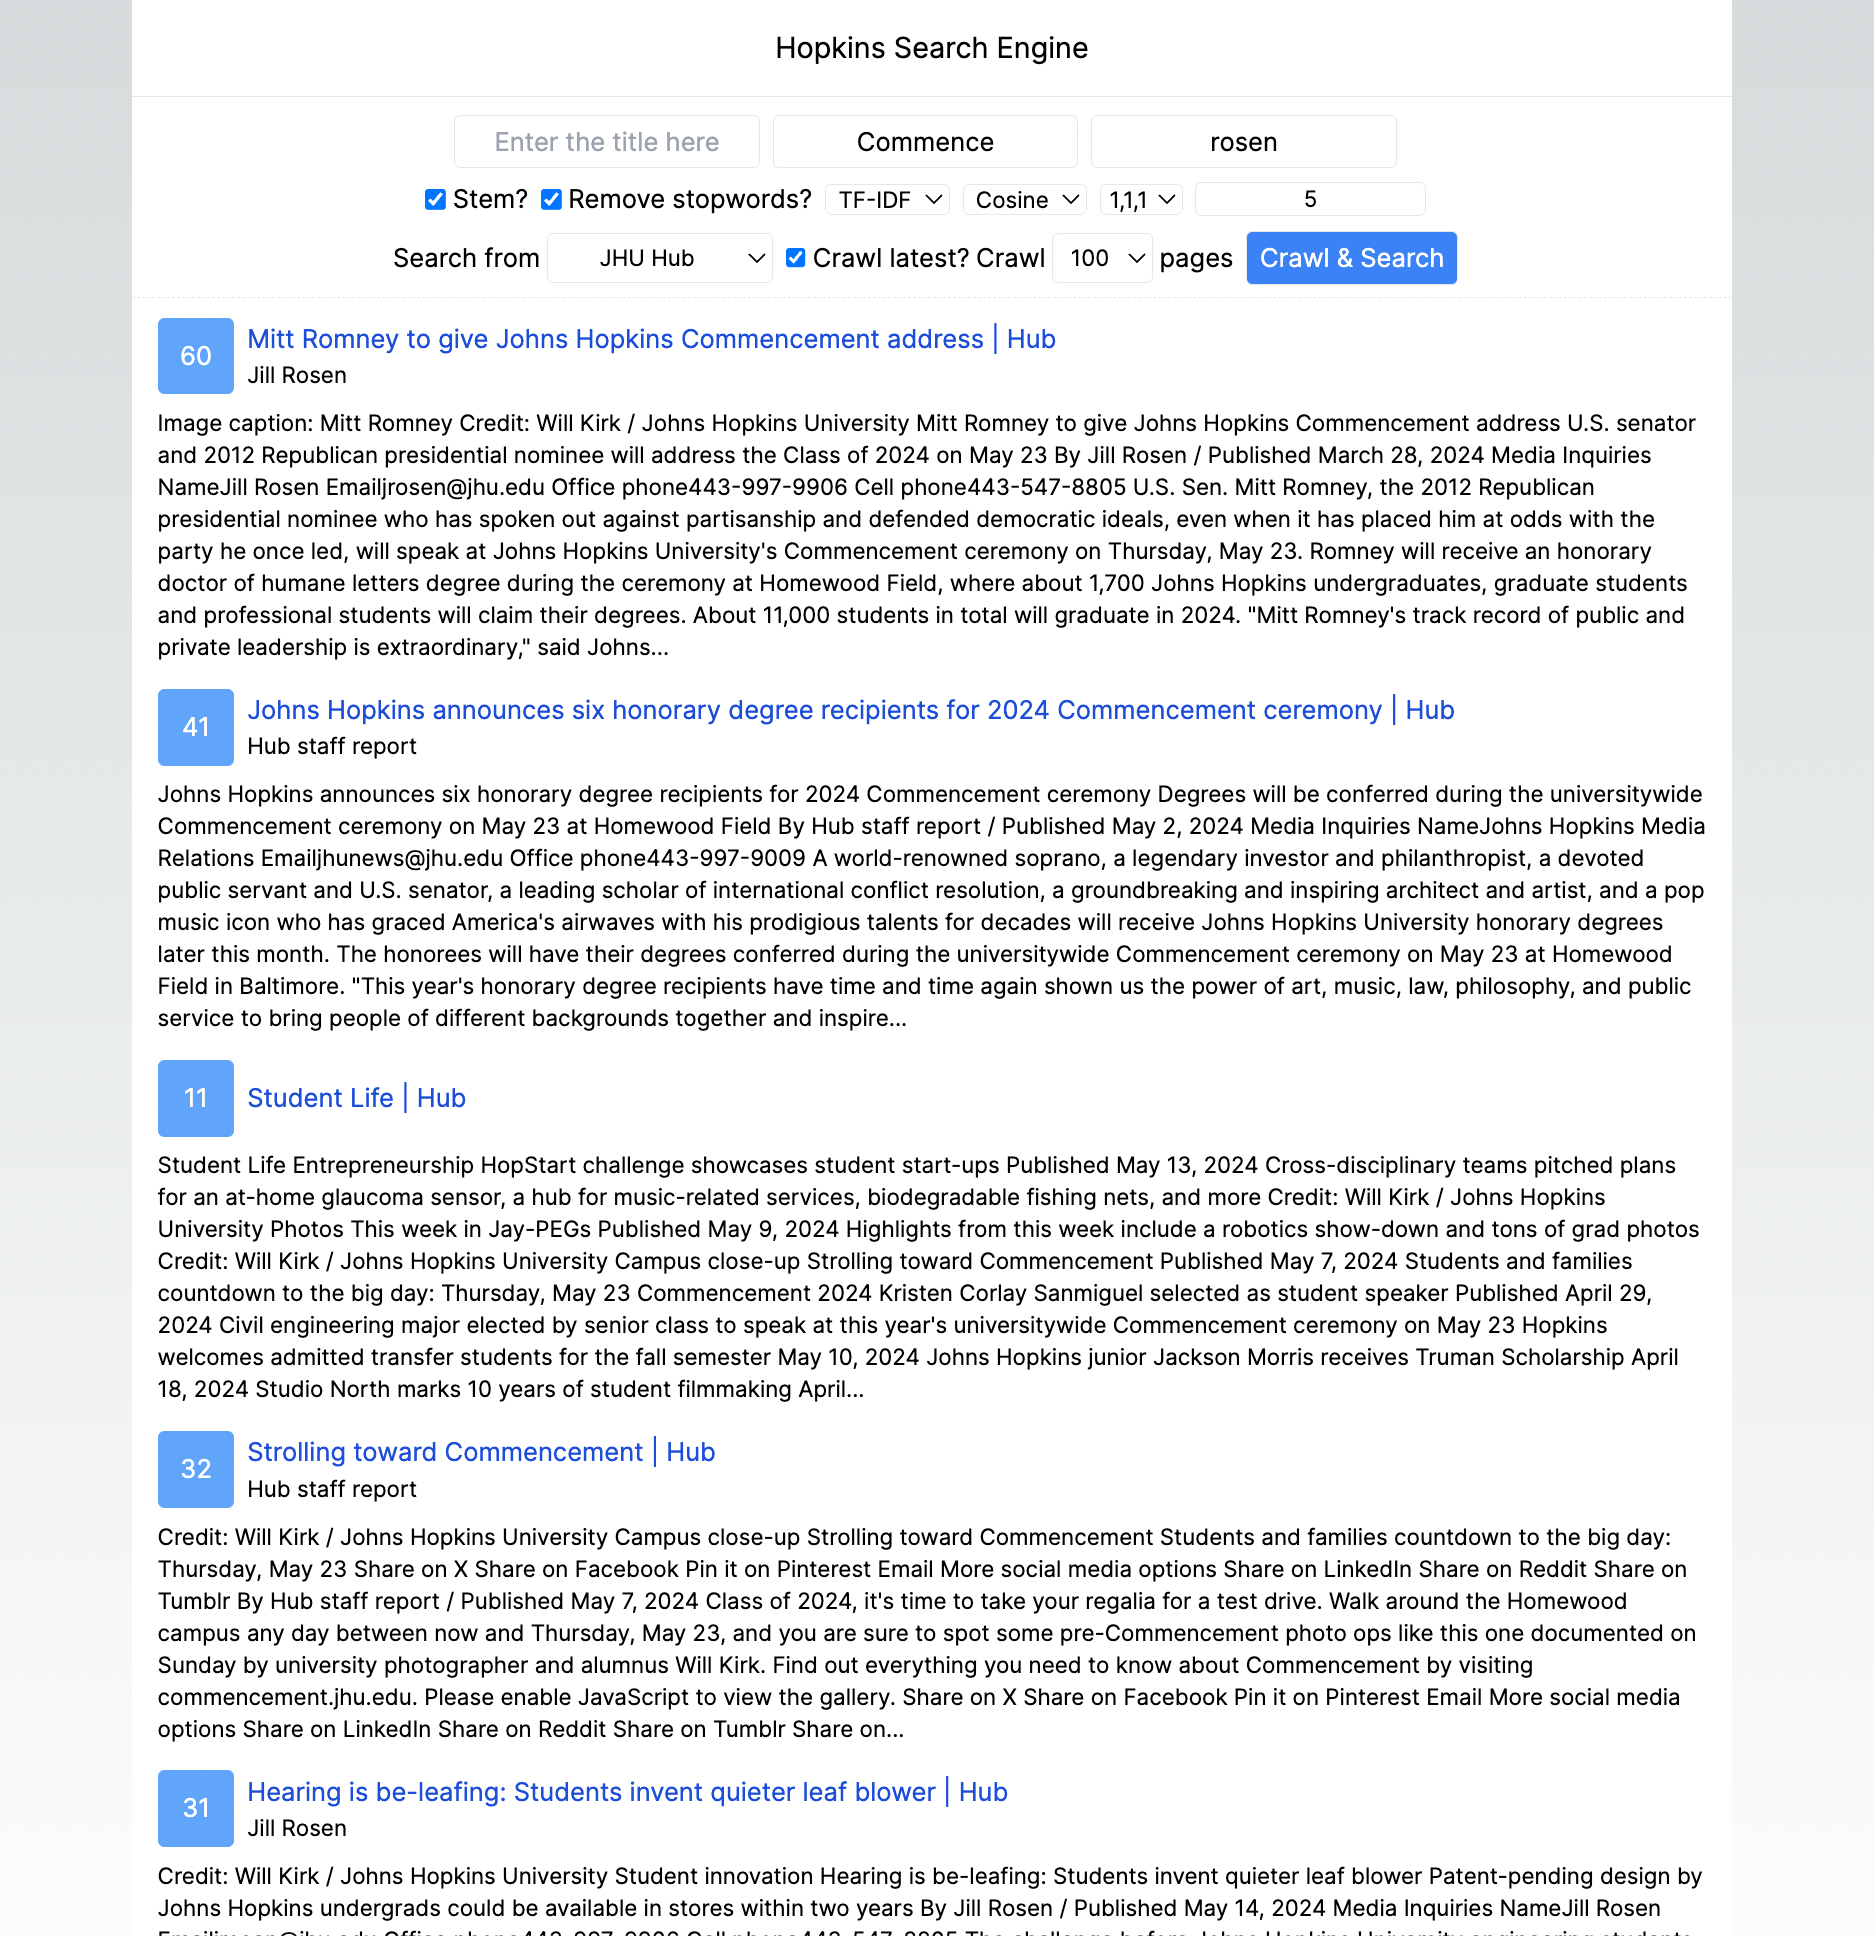 Hopkins Search Engine
Enter the title here Commence rosen
Stem? Remove stopwords? TF-IDF Cosine 1,1,1 5
Search from JHU Hub Crawl latest? Crawl 100 pages Crawl & Search
60 Mitt Romney to give Johns Hopkins Commencement address | Hub
Jill Rosen
Image caption: Mitt Romney Credit: Will Kirk / Johns Hopkins University Mitt Romney to give Johns Hopkins Commencement address U.S. senator
and 2012 Republican presidential nominee will address the Class of 2024 on May 23 By Jill Rosen / Published March 28, 2024 Media Inquiries
NameJill Rosen Emailjrosen@jhu.edu Office phone443-997-9906 Cell phone443-547-8805 U.S. Sen. Mitt Romney, the 2012 Republican
presidential nominee who has spoken out against partisanship and defended democratic ideals, even when it has placed him at odds with the
party he once led, will speak at Johns Hopkins University's Commencement ceremony on Thursday, May 23. Romney will receive an honorary
doctor of humane letters degree during the ceremony at Homewood Field, where about 1,700 Johns Hopkins undergraduates, graduate students
and professional students will claim their degrees. About 11,000 students in total will graduate in 2024. "Mitt Romney's track record of public and
private leadership is extraordinary," said Johns...
41 Johns Hopkins announces six honorary degree recipients for 2024 Commencement ceremony | Hub
Hub staff report
Johns Hopkins announces six honorary degree recipients for 2024 Commencement ceremony Degrees will be conferred during the universitywide
Commencement ceremony on May 23 at Homewood Field By Hub staff report / Published May 2, 2024 Media Inquiries NameJohns Hopkins Media
Relations Emailjhunews@jhu.edu Office phone443-997-9009 A world-renowned soprano, a legendary investor and philanthropist, a devoted
public servant and U.S. senator, a leading scholar of international conflict resolution, a groundbreaking and inspiring architect and artist, and a pop
music icon who has graced America's airwaves with his prodigious talents for decades will receive Johns Hopkins University honorary degrees
later this month. The honorees will have their degrees conferred during the universitywide Commencement ceremony on May 23 at Homewood
Field in Baltimore. "This year's honorary degree recipients have time and time again shown us the power of art, music, law, philosophy, and public
service to bring people of different backgrounds together and inspire...
11 Student Life | Hub
Student Life Entrepreneurship HopStart challenge showcases student start-ups Published May 13, 2024 Cross-disciplinary teams pitched plans
for an at-home glaucoma sensor, a hub for music-related services, biodegradable fishing nets, and more Credit: Will Kirk / Johns Hopkins
University Photos This week in Jay-PEGs Published May 9, 2024 Highlights from this week include a robotics show-down and tons of grad photos
Credit: Will Kirk / Johns Hopkins University Campus close-up Strolling toward Commencement Published May 7, 2024 Students and families
countdown to the big day: Thursday, May 23 Commencement 2024 Kristen Corlay Sanmiguel selected as student speaker Published April 29,
2024 Civil engineering major elected by senior class to speak at this year's universitywide Commencement ceremony on May 23 Hopkins
welcomes admitted transfer students for the fall semester May 10, 2024 Johns Hopkins junior Jackson Morris receives Truman Scholarship April
18, 2024 Studio North marks 10 years of student filmmaking April...
32 Strolling toward Commencement | Hub
Hub staff report
Credit: Will Kirk / Johns Hopkins University Campus close-up Strolling toward Commencement Students and families countdown to the big day:
Thursday, May 23 Share on X Share on Facebook Pin it on Pinterest Email More social media options Share on LinkedIn Share on Reddit Share on
Tumblr By Hub staff report / Published May 7, 2024 Class of 2024, it's time to take your regalia for a test drive. Walk around the Homewood
campus any day between now and Thursday, May 23, and you are sure to spot some pre-Commencement photo ops like this one documented on
Sunday by university photographer and alumnus Will Kirk. Find out everything you need to know about Commencement by visiting
commencement.jhu.edu. Please enable JavaScript to view the gallery. Share on X Share on Facebook Pin it on Pinterest Email More social media
options Share on LinkedIn Share on Reddit Share on Tumblr Share on...
31 Hearing is be-leafing: Students invent quieter leaf blower | Hub
Jill Rosen
Credit: Will Kirk / Johns Hopkins University Student innovation Hearing is be-leafing: Students invent quieter leaf blower Patent-pending design by
Johns Hopkins undergrads could be available in stores within two years By Jill Rosen / Published May 14, 2024 Media Inquiries NameJill Rosen